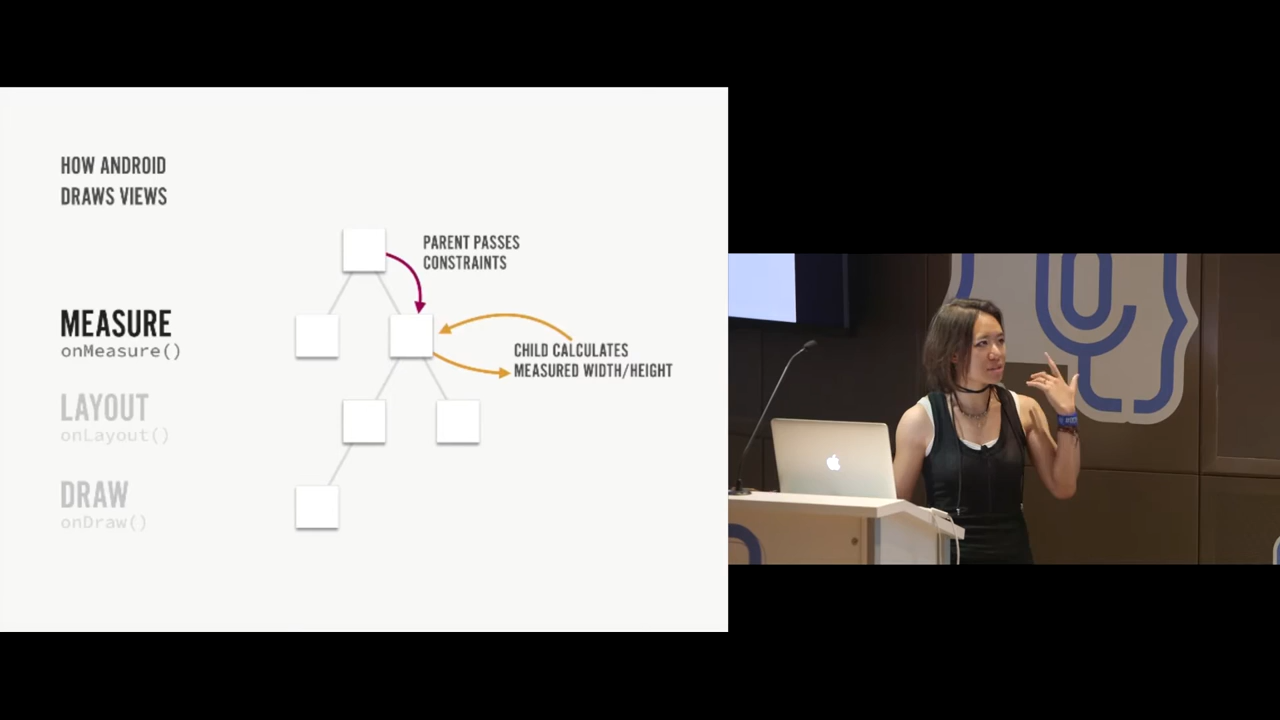 HOW ANDROID
DRAWS VIEWS
PARENT PASSES
CONSTRAINTS
MEASURE
onMeasure()
CHILD CALCULATES
MEASURED WIDTH/HEIGHT
LAYOUT
onLayout()
DRAW
onDraw()